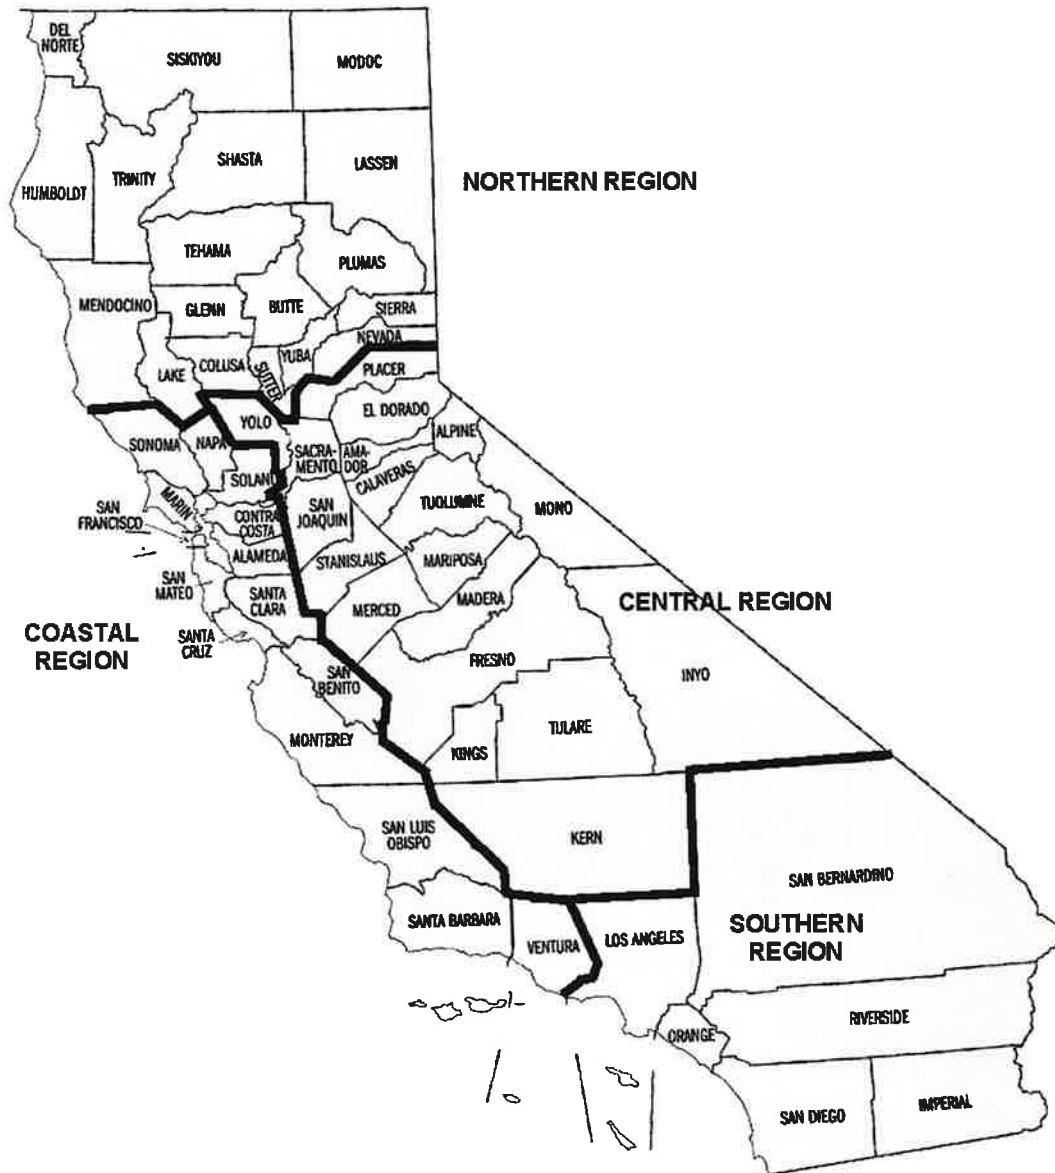 DEL
NORTE
SISKIYOU
MODOC
HUMBOLDT
TRINITY
SHASTA
LASSEN
NORTHERN REGION
TEHAMA
PLUMAS
MENDOCINO
GLENN
BUTTE
SIERRA
LAKE
COLUSA
SUTTER
YUBA
NEVADA
PLACER
SONOMA
NAPA
YOLO
EL DORADO
SOLANO
SACRA-
MENTO
AMA-
DOR
ALPINE
CALAVERAS
MARIN
SAN
FRANCISCO
CONTRA
COSTA
SAN
JOAQUIN
TUOLUMNE
MONO
ALAMEDA
STANISLAUS
MARIPOSA
SAN
MATEO
SANTA
CLARA
MERCED
MADERA
CENTRAL REGION
COASTAL
REGION
SANTA
CRUZ
SAN
BENITO
FRESNO
INYO
MONTEREY
KINGS
TULARE
SAN LUIS
OBISPO
KERN
SAN BERNARDINO
SANTA BARBARA
VENTURA
LOS ANGELES
SOUTHERN
REGION
ORANGE
RIVERSIDE
SAN DIEGO
IMPERIAL